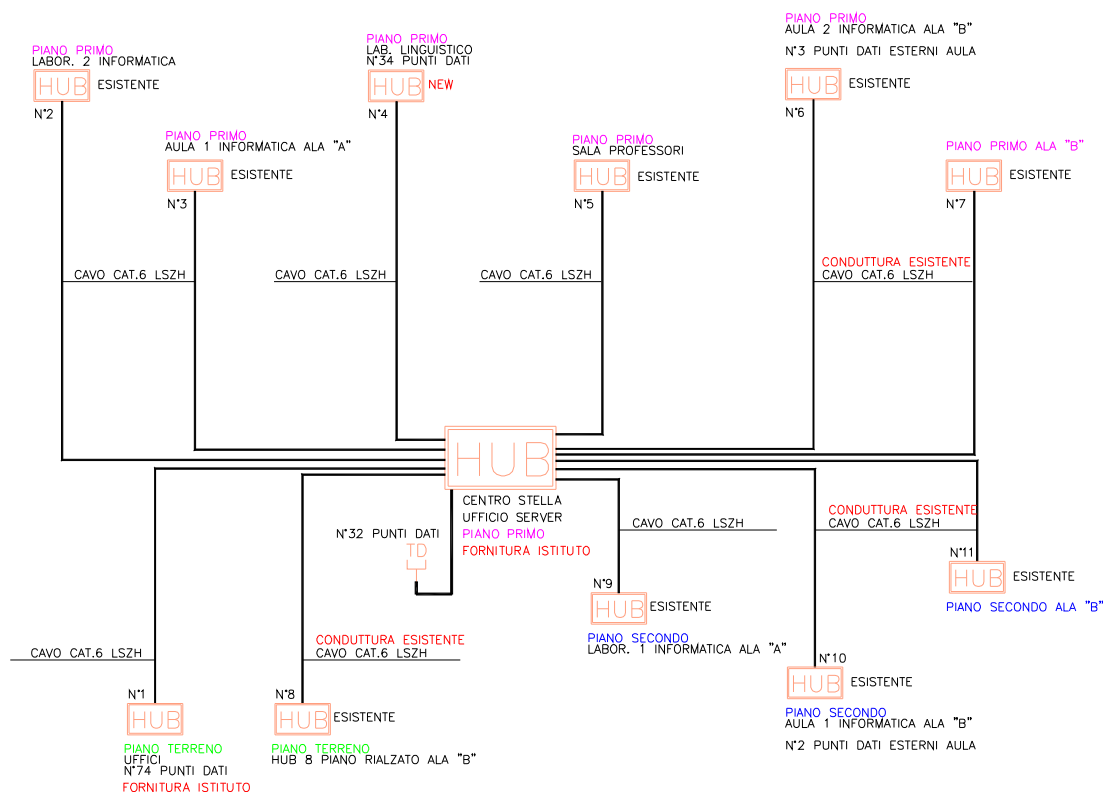 PIANO PRIMO
LABOR. 2 INFORMATICA
HUB ESISTENTE
N°2
PIANO PRIMO
LAB. LINGUISTICO
N°34 PUNTI DATI
HUB NEW
N°4
PIANO PRIMO
AULA 2 INFORMATICA ALA "B"
N°3 PUNTI DATI ESTERNI AULA
HUB ESISTENTE
N°6
PIANO PRIMO
AULA 1 INFORMATICA ALA "A"
HUB ESISTENTE
N°3
PIANO PRIMO
SALA PROFESSORI
HUB ESISTENTE
N°5
PIANO PRIMO ALA "B"
HUB ESISTENTE
N°7
CAVO CAT.6 LSZH
CAVO CAT.6 LSZH
CAVO CAT.6 LSZH
CONDUTTURA ESISTENTE
CAVO CAT.6 LSZH
HUB
CENTRO STELLA
UFFICIO SERVER
PIANO PRIMO
FORNITURA ISTITUTO
N°32 PUNTI DATI
TD
CAVO CAT.6 LSZH
CONDUTTURA ESISTENTE
CAVO CAT.6 LSZH
N°11
HUB ESISTENTE
PIANO SECONDO ALA "B"
N°9
HUB ESISTENTE
PIANO SECONDO
LABOR. 1 INFORMATICA ALA "A"
CAVO CAT.6 LSZH
CONDUTTURA ESISTENTE
CAVO CAT.6 LSZH
N°10
HUB ESISTENTE
PIANO SECONDO
AULA 1 INFORMATICA ALA "B"
N°2 PUNTI DATI ESTERNI AULA
N°1
HUB
PIANO TERRENO
UFFICI
N°74 PUNTI DATI
FORNITURA ISTITUTO
N°8
HUB ESISTENTE
PIANO TERRENO
HUB 8 PIANO RIALZATO ALA "B"